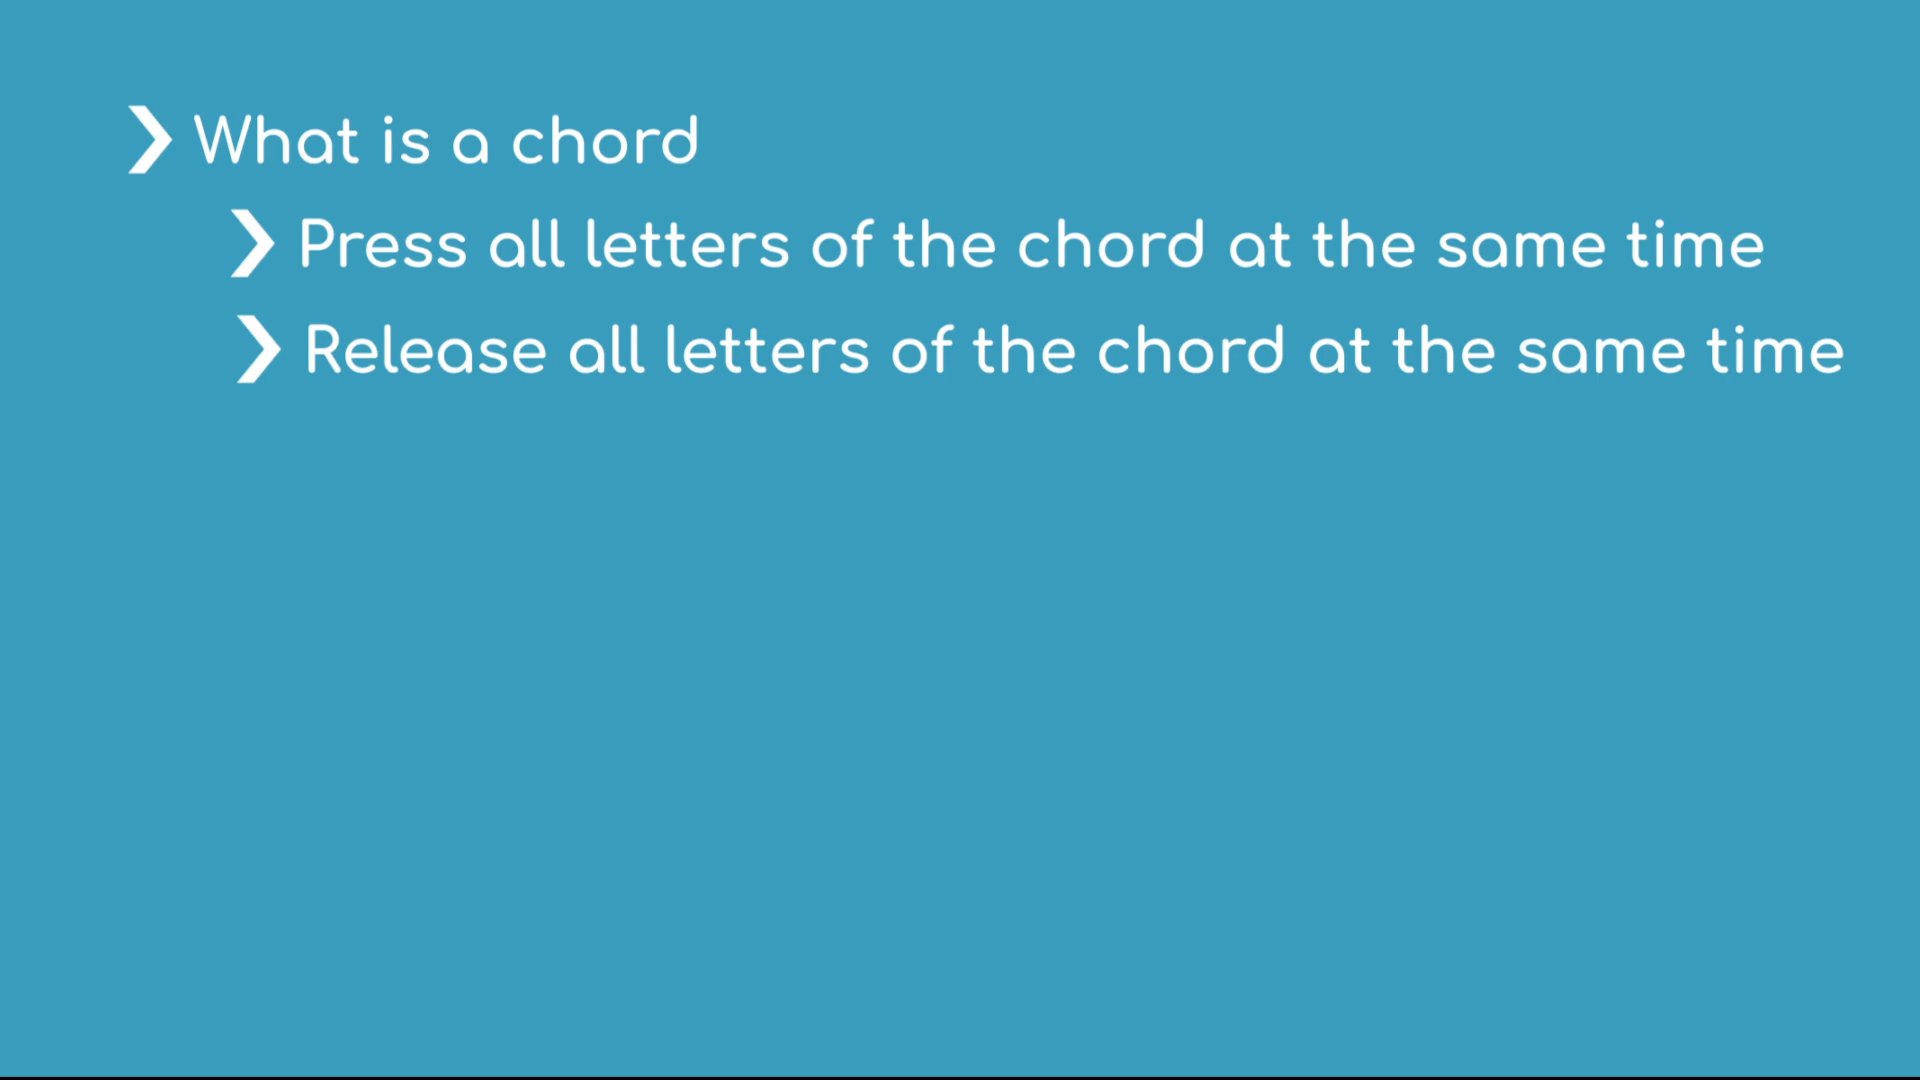 What is a chord
Press all letters of the chord at the same time
Release all letters of the chord at the same time